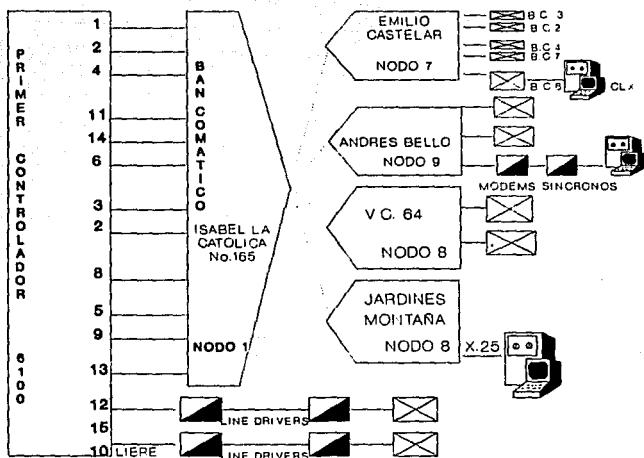 PRIMER CONTROLADOR 6100
1
2
4
11
14
6
3
2
8
5
9
13
12
15
10 LIERE
BANCOMATICO
ISABEL LA
CATOLICA
No.165
NODO 1
EMILIO
CASTELAR
NODO 7
B C. 3
B C 2
B.C 4
B C 7
B C 6
CLX
ANDRES BELLO
NODO 9
MODEMS SINCRONOS
V C. 64
NODO 8
JARDINES
MONTAÑA
NODO 8
X.25
LINE DRIVERS
LINE DRIVERS